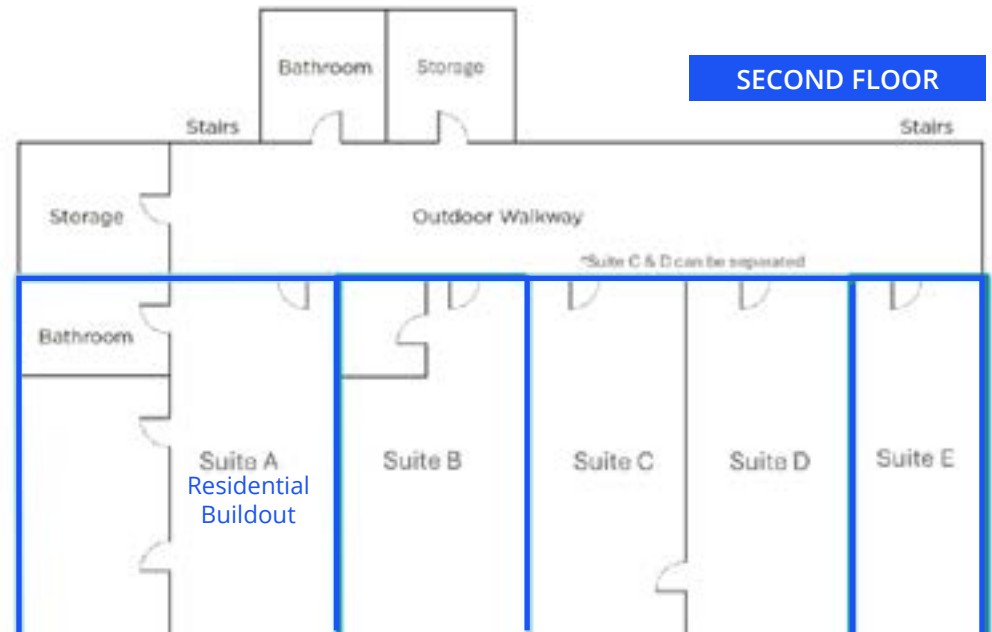 Bathroom
Storage
SECOND FLOOR
Stairs
Stairs
Storage
Outdoor Walkway
*Suite C & D can be separated
Bathroom
Suite A
Residential
Buildout
Suite B
Suite C
Suite D
Suite E